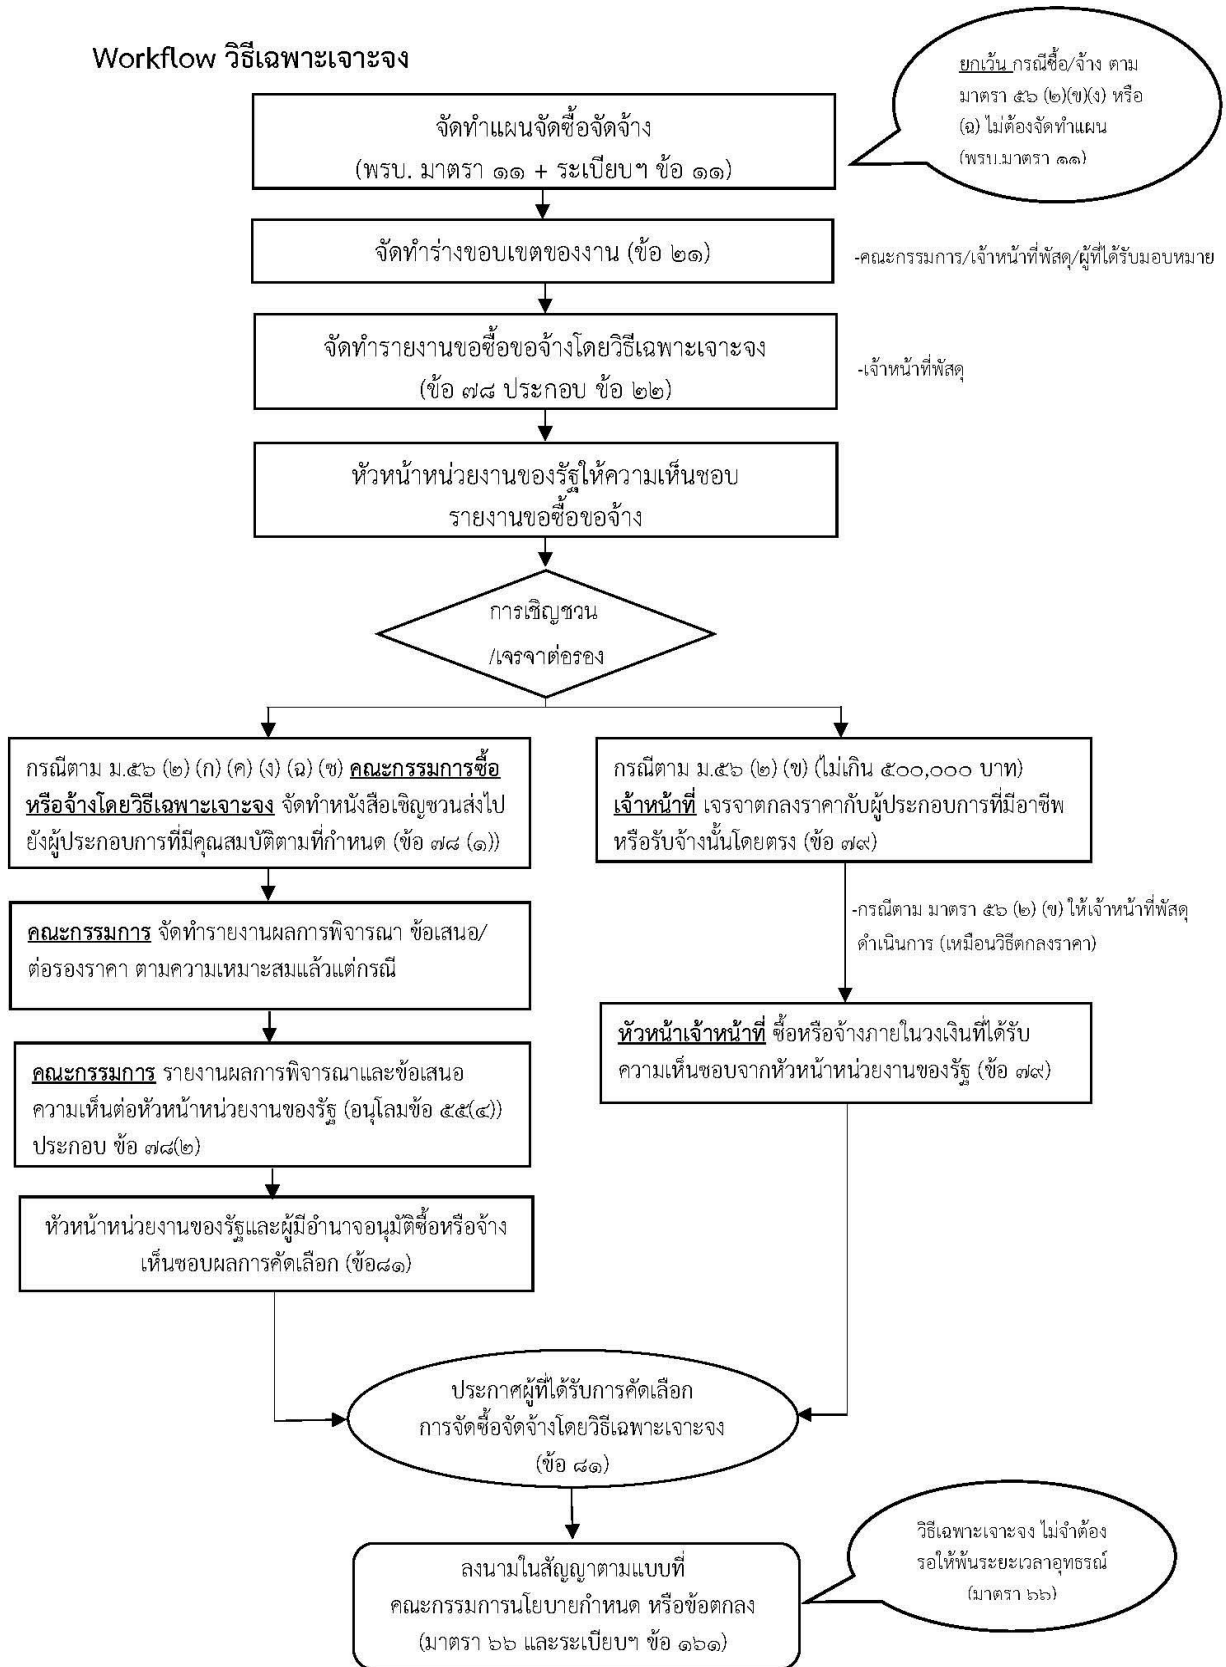 Workflow วิธีเฉพาะเจาะจง
ยกเว้น กรณีซื้อ/จ้าง ตาม
มาตรา ๕๖ (๒)(ข)(ง) หรือ
(ฉ) ไม่ต้องจัดทำแผน
(พรบ.มาตรา ๑๑)
จัดทำแผนจัดซื้อจัดจ้าง
(พรบ. มาตรา ๑๑ + ระเบียบฯ ข้อ ๑๑)
จัดทำร่างขอบเขตของงาน (ข้อ ๒๑)
-คณะกรรมการ/เจ้าหน้าที่พัสดุ/ผู้ที่ได้รับมอบหมาย
จัดทำรายงานขอซื้อขอจ้างโดยวิธีเฉพาะเจาะจง
(ข้อ ๗๘ ประกอบ ข้อ ๒๒)
-เจ้าหน้าที่พัสดุ
หัวหน้าหน่วยงานของรัฐให้ความเห็นชอบ
รายงานขอซื้อขอจ้าง
การเชิญชวน
/เจรจาต่อรอง
กรณีตาม ม.๕๖ (๒) (ก) (ค) (ง) (ฉ) (ช) คณะกรรมการซื้อ
หรือจ้างโดยวิธีเฉพาะเจาะจง จัดทำหนังสือเชิญชวนส่งไป
ยังผู้ประกอบการที่มีคุณสมบัติตามที่กำหนด (ข้อ ๗๘ (๑))
คณะกรรมการ จัดทำรายงานผลการพิจารณา ข้อเสนอ/
ต่อรองราคา ตามความเหมาะสมแล้วแต่กรณี
คณะกรรมการ รายงานผลการพิจารณาและข้อเสนอ
ความเห็นต่อหัวหน้าหน่วยงานของรัฐ (อนุโลมข้อ ๕๕(๔))
ประกอบ ข้อ ๗๘(๒)
หัวหน้าหน่วยงานของรัฐและผู้มีอำนาจอนุมัติซื้อหรือจ้าง
เห็นชอบผลการคัดเลือก (ข้อ๘๑)
กรณีตาม ม.๕๖ (๒) (ข) (ไม่เกิน ๕๐๐,๐๐๐ บาท)
เจ้าหน้าที่ เจรจาตกลงราคากับผู้ประกอบการที่มีอาชีพ
หรือรับจ้างนั้นโดยตรง (ข้อ ๗๙)
-กรณีตาม มาตรา ๕๖ (๒) (ข) ให้เจ้าหน้าที่พัสดุ
ดำเนินการ (เหมือนวิธีตกลงราคา)
หัวหน้าเจ้าหน้าที่ ซื้อหรือจ้างภายในวงเงินที่ได้รับ
ความเห็นชอบจากหัวหน้าหน่วยงานของรัฐ (ข้อ ๗๙)
ประกาศผู้ที่ได้รับการคัดเลือก
การจัดซื้อจัดจ้างโดยวิธีเฉพาะเจาะจง
(ข้อ ๘๑)
ลงนามในสัญญาตามแบบที่
คณะกรรมการนโยบายกำหนด หรือข้อตกลง
(มาตรา ๖๖ และระเบียบฯ ข้อ ๑๖๑)
วิธีเฉพาะเจาะจง ไม่จำต้อง
รอให้พ้นระยะเวลาอุทธรณ์
(มาตรา ๖๖)